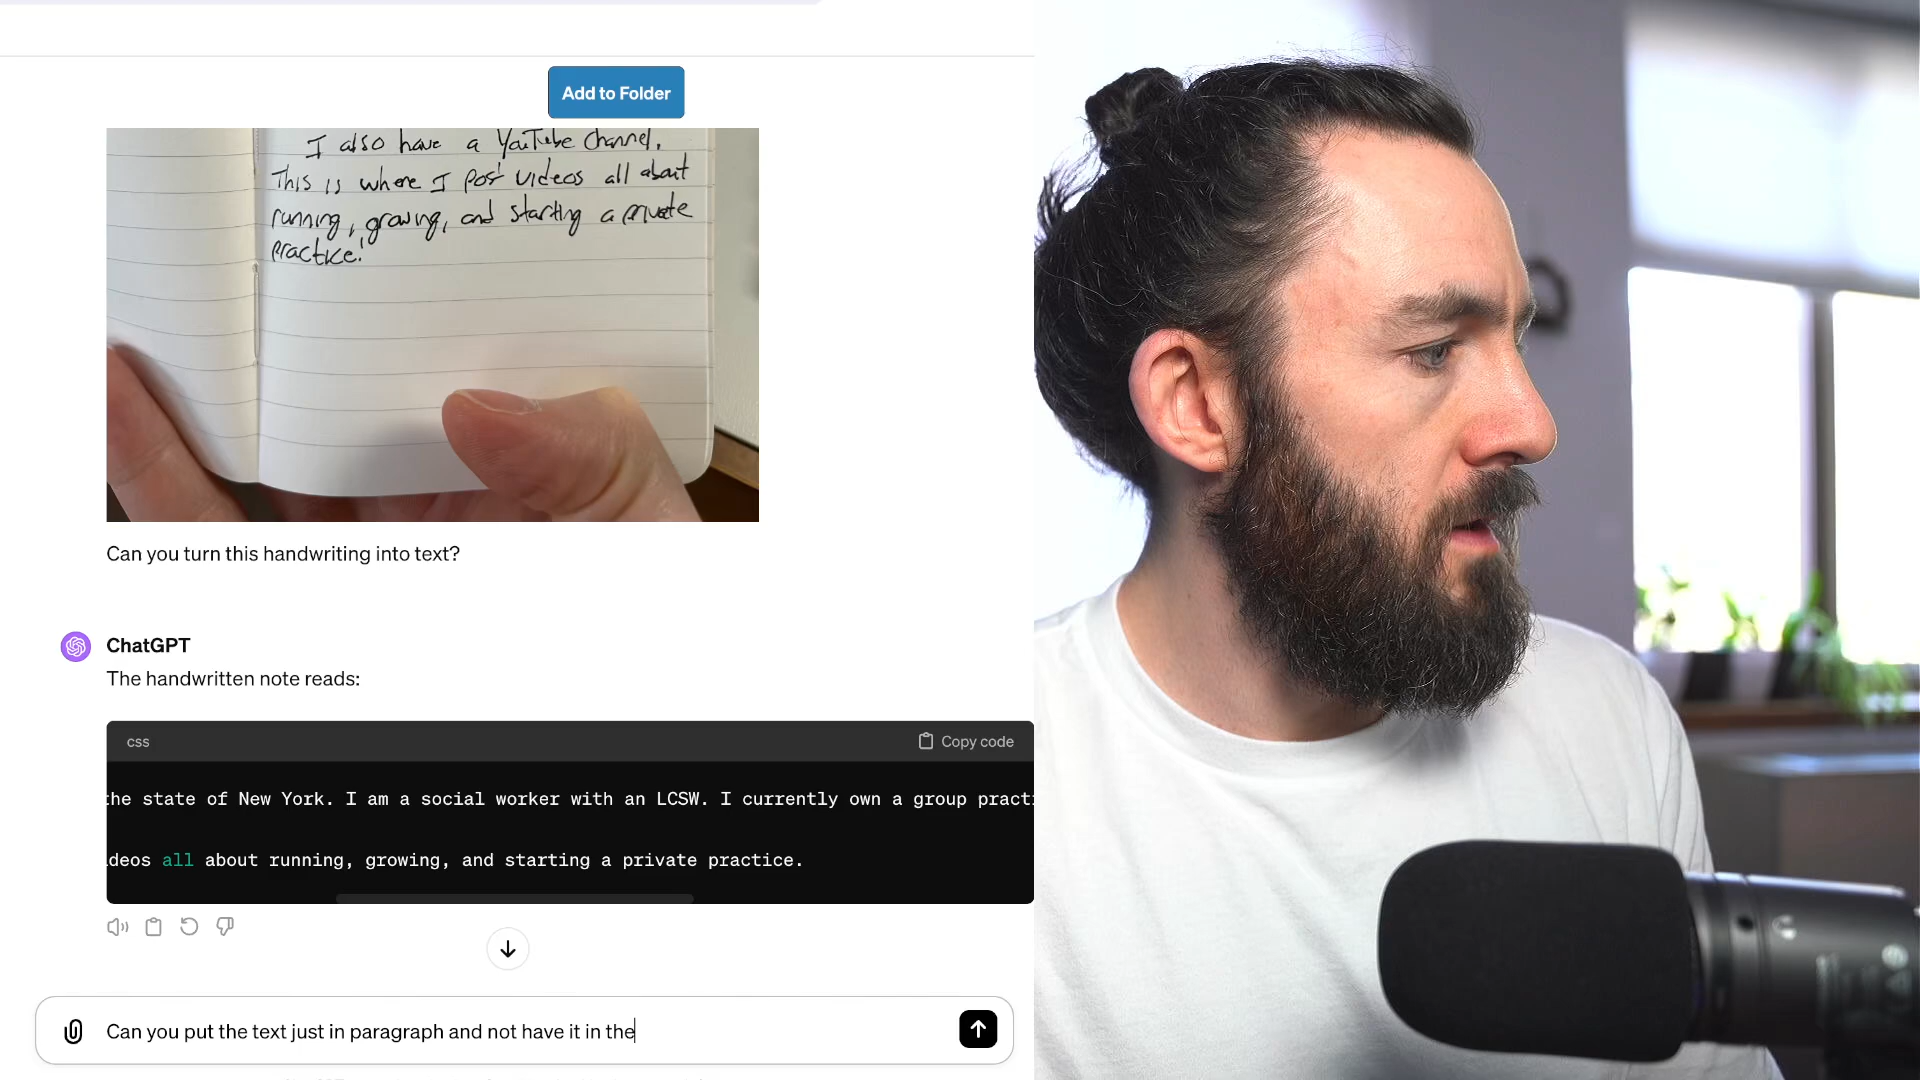 Add to Folder
I also have a YouTube Channel.
This is where I post videos all about
running, growing, and starting a private
practice!
Can you turn this handwriting into text?
ChatGPT
The handwritten note reads:
css
Copy code
the state of New York. I am a social worker with an LCSW. I currently own a group practi
deos all about running, growing, and starting a private practice.
Can you put the text just in paragraph and not have it in the